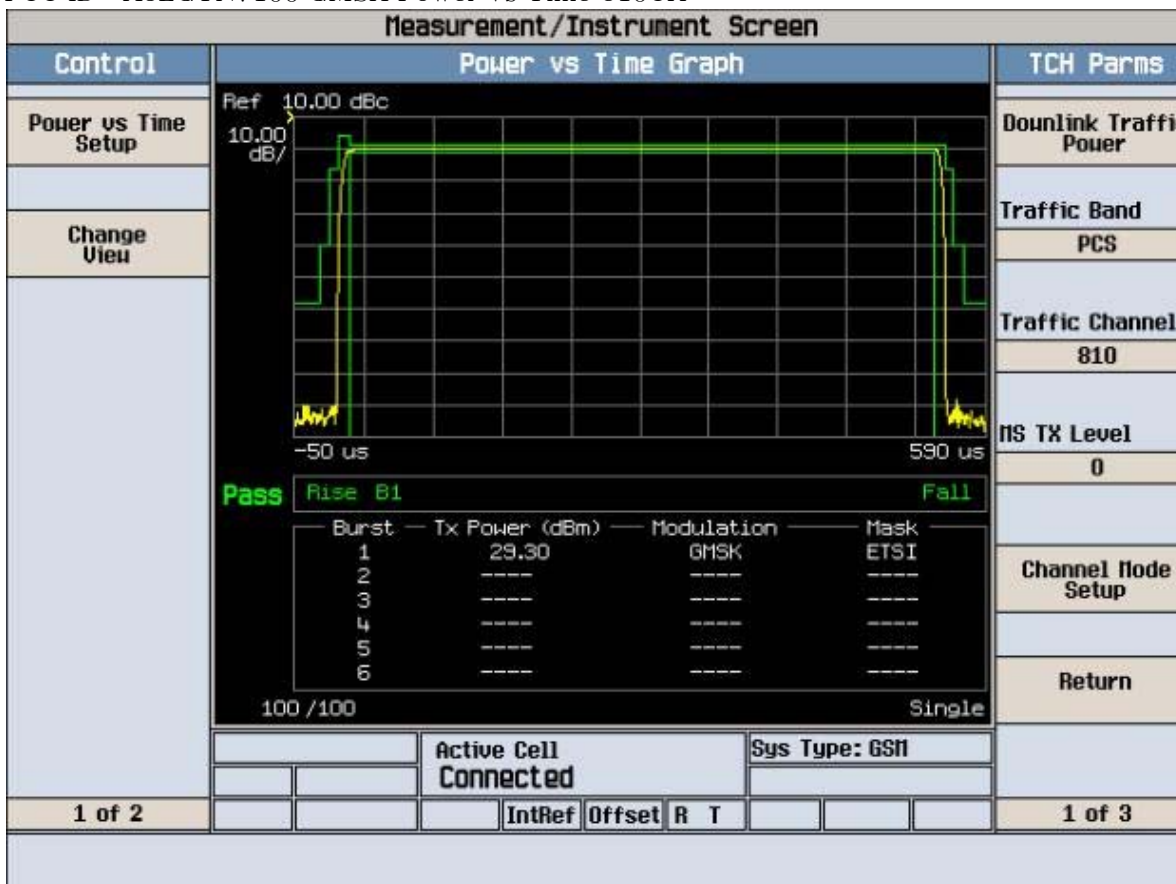 Measurement/Instrument Screen
Control
Power vs Time Graph
TCH Parms
Power vs Time
Setup
Change
View
1 of 2
Ref 10.00 dBc
10.00
dB/
-50 us
590 us
Pass
Rise B1
Fall
Burst
Tx Power (dBm)
Modulation
Mask
1 29.30 GMSK ETSI
2 ---- ---- ----
3 ---- ---- ----
4 ---- ---- ----
5 ---- ---- ----
6 ---- ---- ----
100/100
Single
Active Cell
Connected
Sys Type: GSM
IntRef
Offset
R T
Downlink Traffi
Power
Traffic Band
PCS
Traffic Channel
810
MS TX Level
0
Channel Mode
Setup
Return
1 of 3